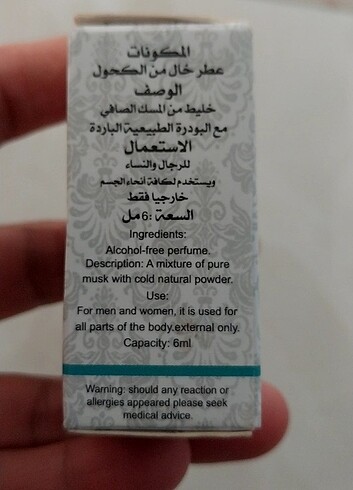 المكونات
عطر خال من الكحول
الوصف
خليط من المسك الصافي
مع البودرة الطبيعية الباردة
الاستعمال
للرجال والنساء
ويستخدم لكافة أنحاء الجسم
خارجيا فقط
السعة :6مل
Ingredients:
Alcohol-free perfume.
Description: A mixture of pure
musk with cold natural powder.
Use:
For men and women, it is used for
all parts of the body.external only.
Capacity: 6ml
Warning: should any reaction or
allergies appeared please seek
medical advice.